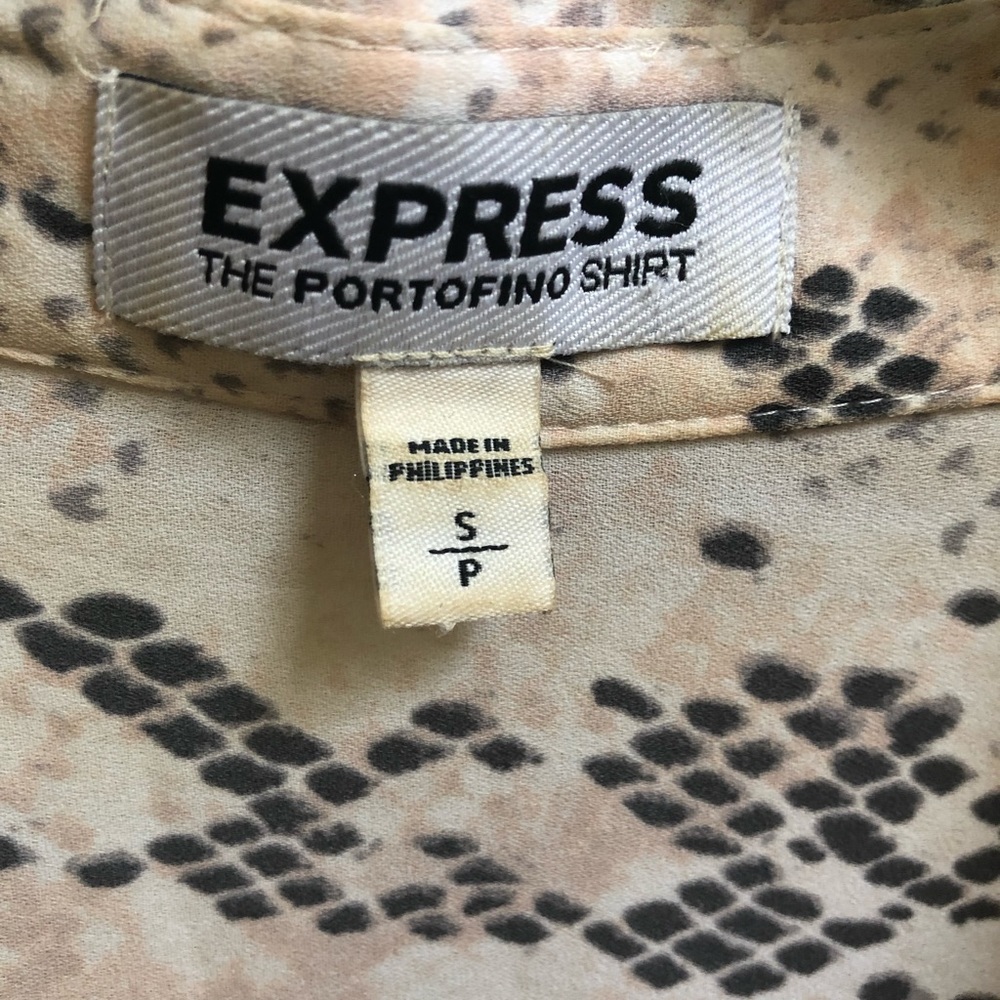 EXPRESS
THE PORTOFINO SHIRT
MADE IN
PHILIPPINES
S
P